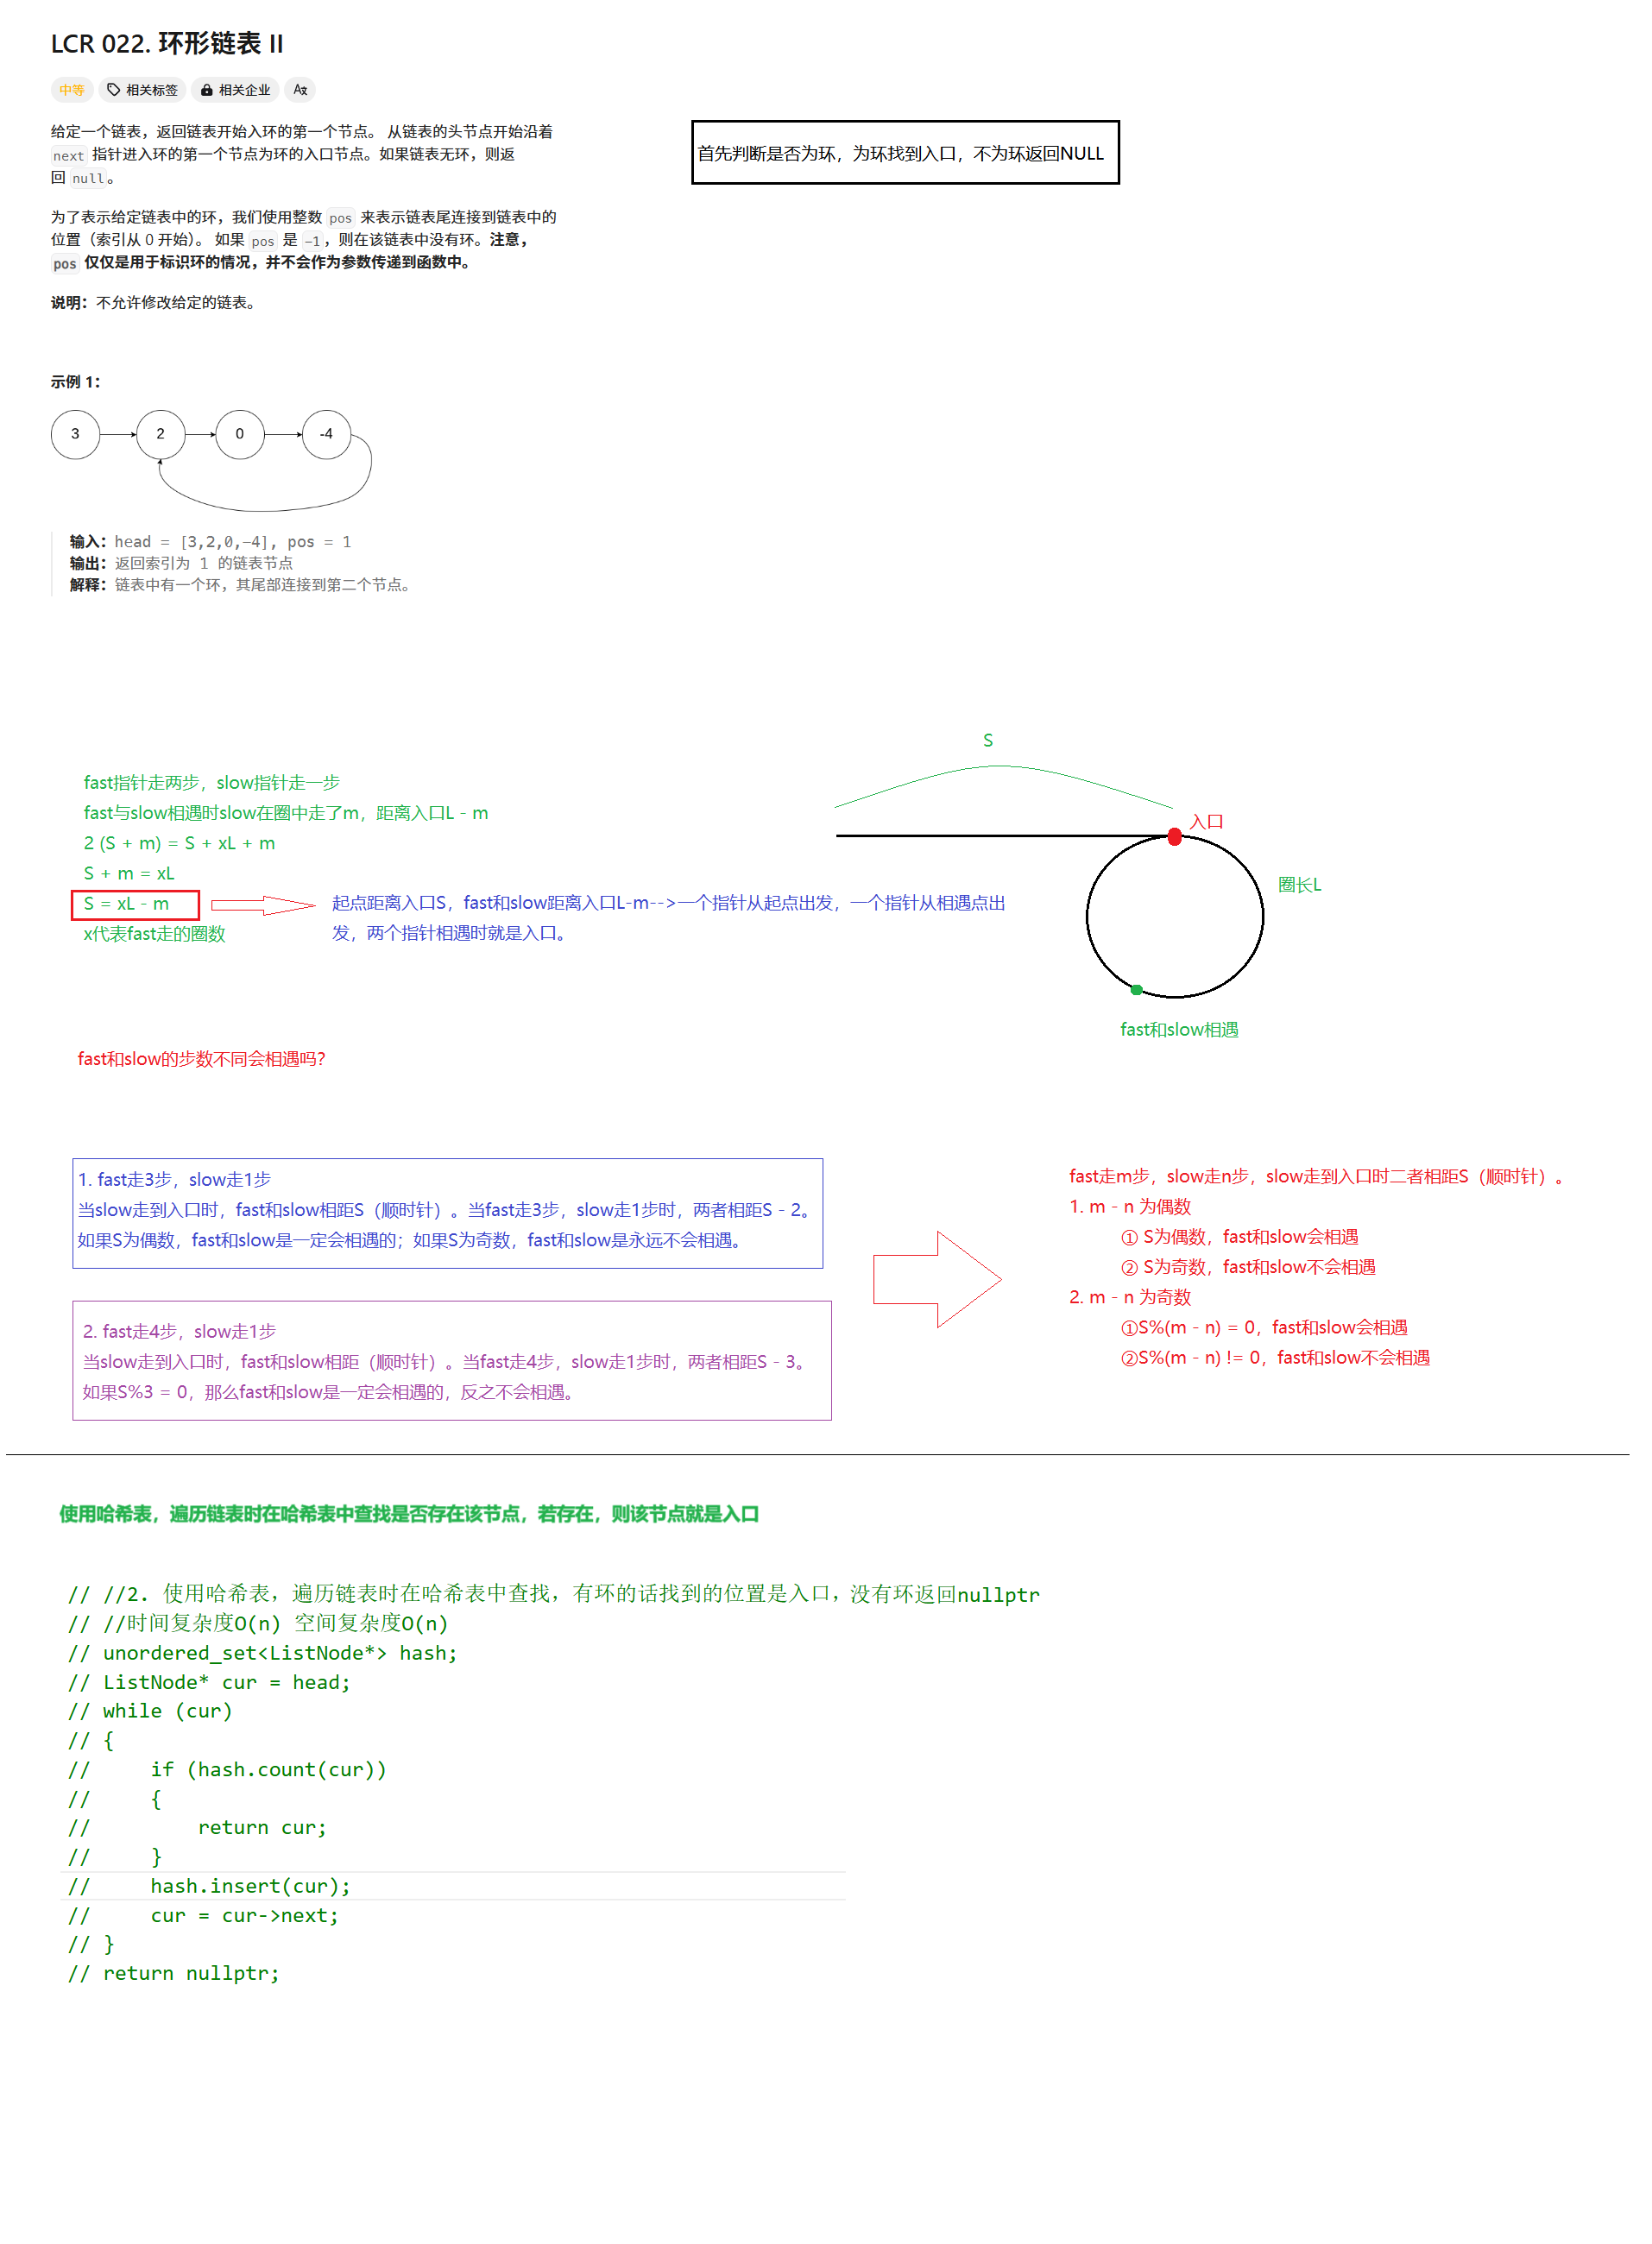 LCR 022. 环形链表 II
中等 相关标签 相关企业
给定一个链表，返回链表开始入环的第一个节点。 从链表的头节点开始沿着
next 指针进入环的第一个节点为环的入口节点。如果链表无环，则返
回 null。
首先判断是否为环，为环找到入口，不为环返回NULL
为了表示给定链表中的环，我们使用整数 pos 来表示链表尾连接到链表中的
位置（索引从 0 开始）。 如果 pos 是 -1，则在该链表中没有环。注意，
pos 仅仅是用于标识环的情况，并不会作为参数传递到函数中。
说明：不允许修改给定的链表。
示例 1：
3 2 0 -4
输入：head = [3,2,0,-4], pos = 1
输出：返回索引为 1 的链表节点
解释：链表中有一个环，其尾部连接到第二个节点。
S
入口
圈长L
fast和slow相遇
fast指针走两步，slow指针走一步
fast与slow相遇时slow在圈中走了m，距离入口L - m
2 (S + m) = S + xL + m
S + m = xL
S = xL - m
x代表fast走的圈数
起点距离入口S，fast和slow距离入口L-m-->一个指针从起点出发，一个指针从相遇点出
发，两个指针相遇时就是入口。
fast和slow的步数不同会相遇吗？
1. fast走3步，slow走1步
当slow走到入口时，fast和slow相距S（顺时针）。当fast走3步，slow走1步时，两者相距S - 2。
如果S为偶数，fast和slow是一定会相遇的；如果S为奇数，fast和slow是永远不会相遇。
2. fast走4步，slow走1步
当slow走到入口时，fast和slow相距（顺时针）。当fast走4步，slow走1步时，两者相距S - 3。
如果S%3 = 0，那么fast和slow是一定会相遇的，反之不会相遇。
fast走m步，slow走n步，slow走到入口时二者相距S（顺时针）。
1. m - n 为偶数
① S为偶数，fast和slow会相遇
② S为奇数，fast和slow不会相遇
2. m - n 为奇数
①S%(m - n) = 0，fast和slow会相遇
②S%(m - n) != 0，fast和slow不会相遇
使用哈希表，遍历链表时在哈希表中查找是否存在该节点，若存在，则该节点就是入口
// //2. 使用哈希表，遍历链表时在哈希表中查找，有环的话找到的位置是入口，没有环返回nullptr
// //时间复杂度O(n) 空间复杂度O(n)
// unordered_set<ListNode*> hash;
// ListNode* cur = head;
// while (cur)
// {
//     if (hash.count(cur))
//     {
//         return cur;
//     }
//     hash.insert(cur);
//     cur = cur->next;
// }
// return nullptr;